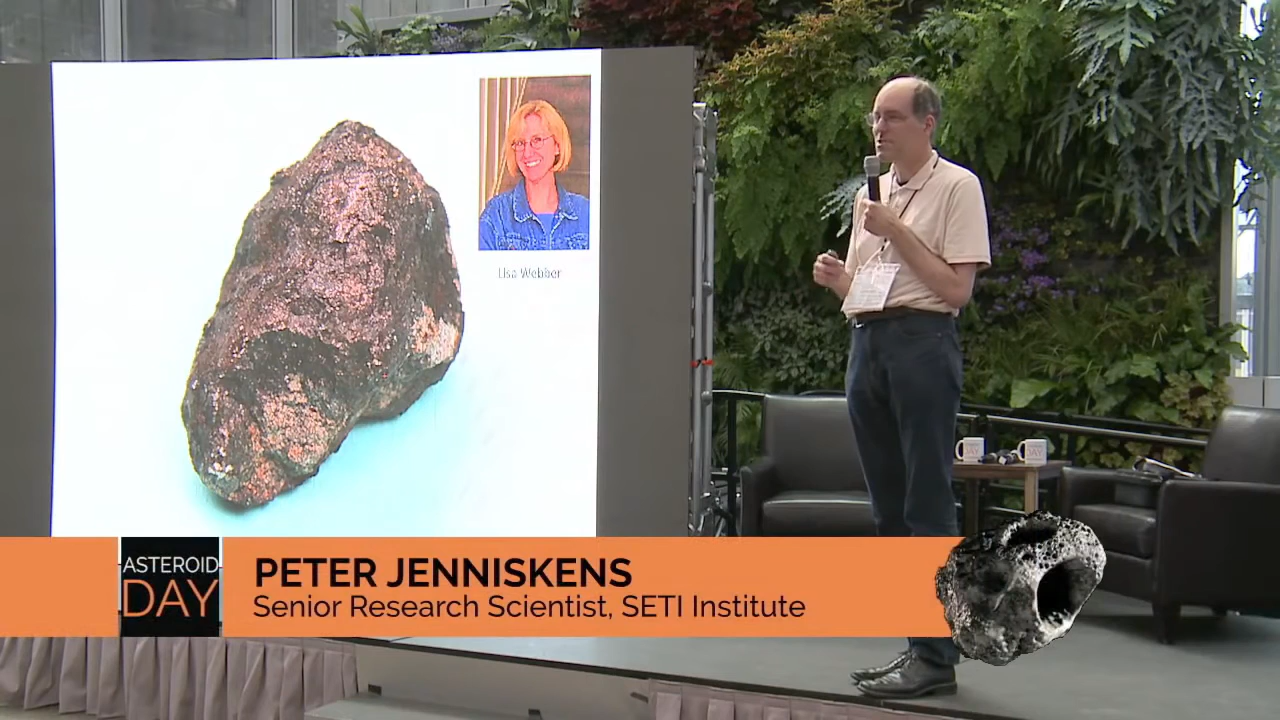 Lisa Webber
ASTEROID
DAY
PETER JENNISKENS
Senior Research Scientist, SETI Institute